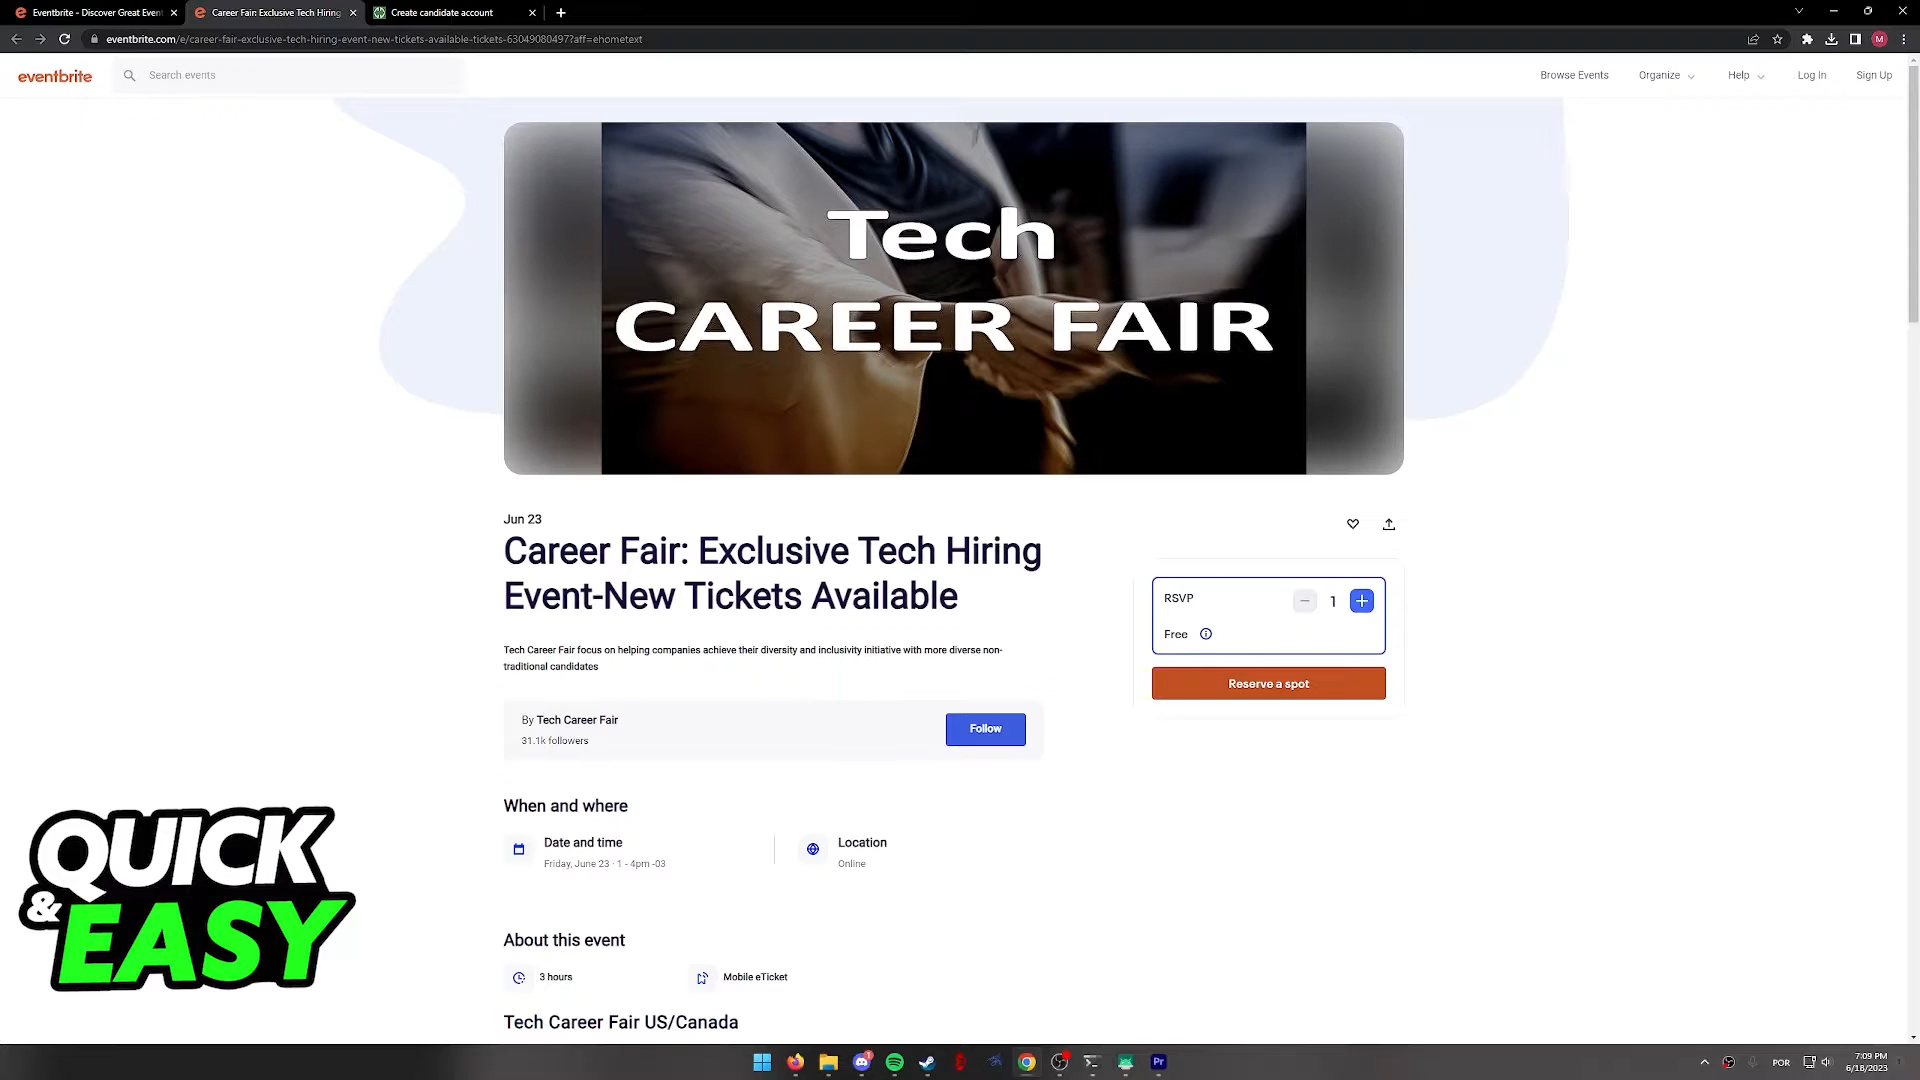 Eventbrite - Discover Great Even
Career Fair: Exclusive Tech Hiring
Create candidate account
eventbrite.com/e/career-fair-exclusive-tech-hiring-event-new-tickets-available-tickets-630490804977?aff=ehometext
M
eventbrite
Search events
Browse Events
Organize
Help
Log In
Sign Up
Tech
CAREER FAIR
Jun 23
Career Fair: Exclusive Tech Hiring
Event-New Tickets Available
RSVP
1
Free
Reserve a spot
Tech Career Fair focus on helping companies achieve their diversity and inclusivity initiative with more diverse non-
traditional candidates
By Tech Career Fair
31.1k followers
Follow
When and where
Date and time
Friday, June 23 · 1 - 4pm -03
Location
Online
About this event
3 hours
Mobile eTicket
Tech Career Fair US/Canada
QUICK
& EASY
1
Pr
POR
7:09 PM
6/18/2023